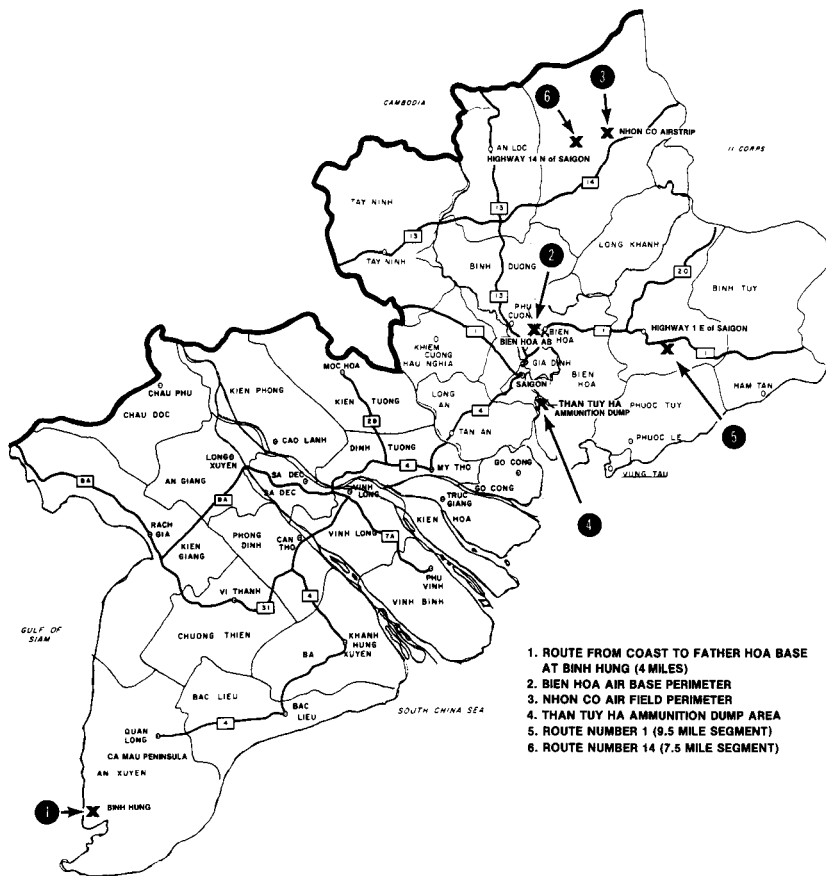 CAMBODIA
6
3
NHON CO AIRSTRIP
AN LOC
HIGHWAY 14 N of SAIGON
II CORPS
14
TAY NINH
13
13
TAY NINH
LONG KHANH
BINH DUONG
2
20
BINH TUY
13
PHU CUON
1
BIEN HOA
BIEN HOA AB
1
HIGHWAY 1 E of SAIGON
KHIEM CUONG
HAU NGHIA
GIA DINH
1
MOC HOA
SAIGON
BIEN HOA
HAM TAN
CHAU PHU
KIEN PHONG
KIEN TUONG
LONG AN
4
THAN TUY HA
AMMUNITION DUMP
PHUOC TUY
CHAU DOC
29
TAN AN
PHUOC LE
5
CAO LANH
DINH TUONG
LONG XUYEN
4
MY THO
GO CONG
VUNG TAU
8A
AN GIANG
SA DEC
GO CONG
SA DEC
VINH LONG
TRUC GIANG
8A
4
RACH GIA
PHONG DINH
CAN THO
VINH LONG
KIEN HOA
KIEN GIANG
7A
PHU VINH
VI THANH
31
4
VINH BINH
GULF OF SIAM
CHUONG THIEN
BA XUYEN
KHANH HUNG
BAC LIEU
BAC LIEU
SOUTH CHINA SEA
4
QUAN LONG
CA MAU PENINSULA
AN XUYEN
1
BINH HUNG
1. ROUTE FROM COAST TO FATHER HOA BASE
AT BINH HUNG (4 MILES)
2. BIEN HOA AIR BASE PERIMETER
3. NHON CO AIR FIELD PERIMETER
4. THAN TUY HA AMMUNITION DUMP AREA
5. ROUTE NUMBER 1 (9.5 MILE SEGMENT)
6. ROUTE NUMBER 14 (7.5 MILE SEGMENT)